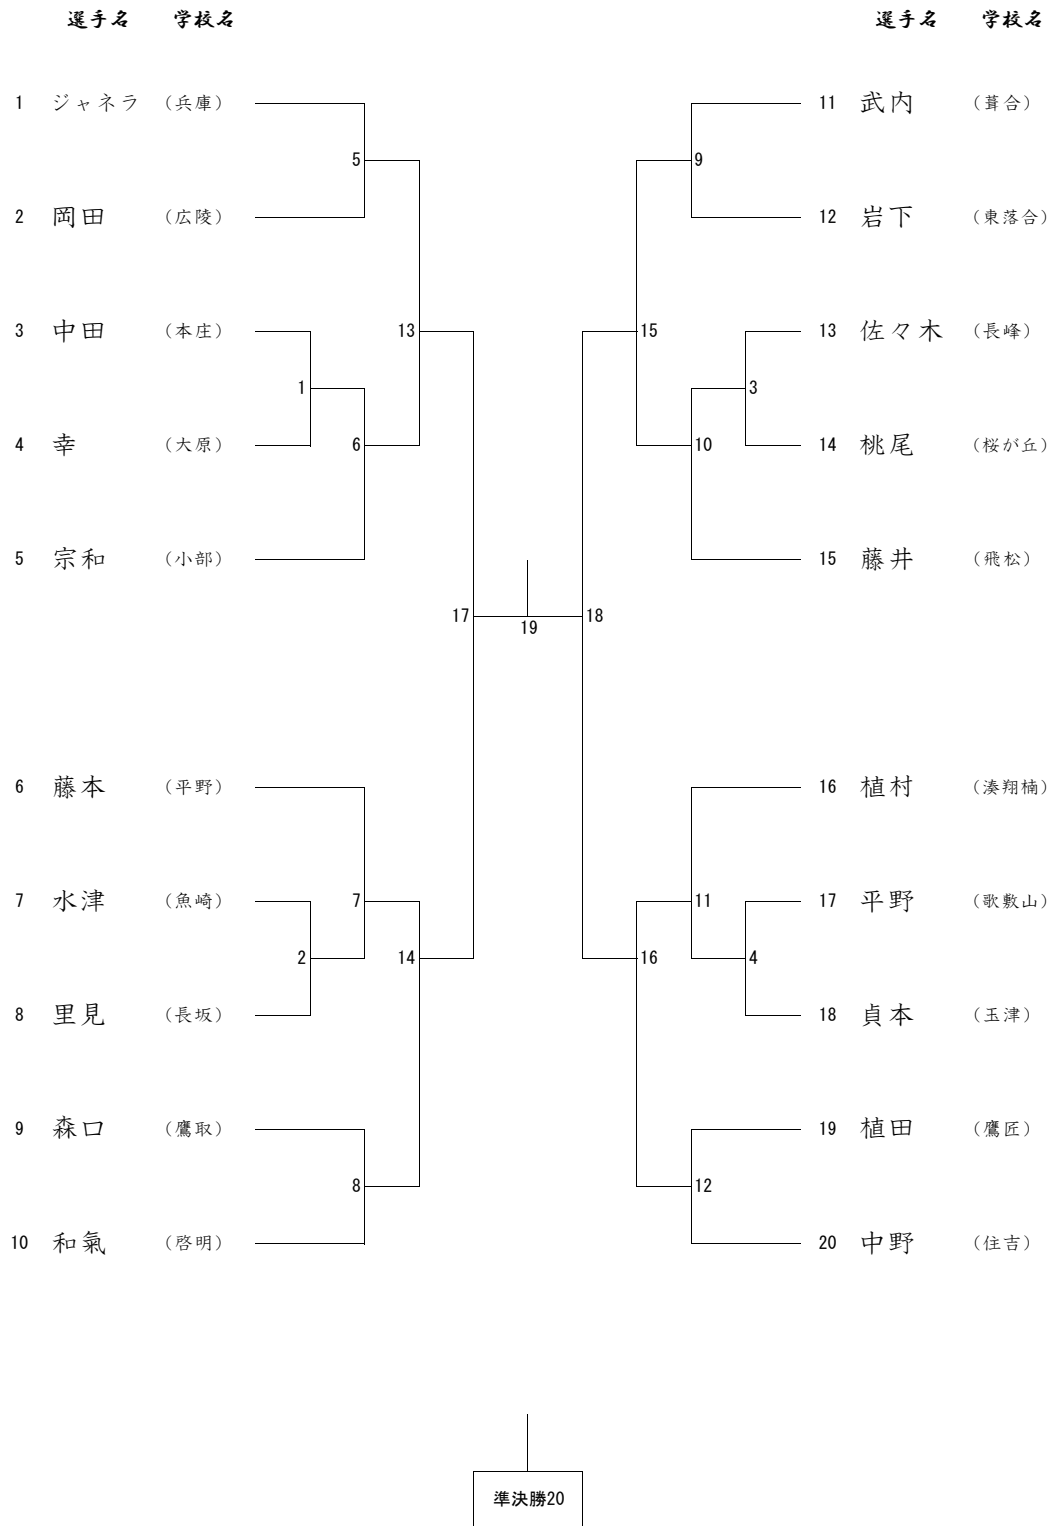 選手名 学校名 選手名 学校名
1 ジャネラ (兵庫) 11 武内 (葺合)
5 9
2 岡田 (広陵) 12 岩下 (東落合)
3 中田 (本庄) 13 15 13 佐々木 (長峰)
1 3
4 幸 (大原) 6 10 14 桃尾 (桜が丘)
5 宗和 (小部) 15 藤井 (飛松)
17 18
19
6 藤本 (平野) 16 植村 (湊翔楠)
7 水津 (魚崎) 7 11 17 平野 (歌敷山)
2 14 16 4
8 里見 (長坂) 18 貞本 (玉津)
9 森口 (鷹取) 19 植田 (鷹匠)
8 12
10 和氣 (啓明) 20 中野 (住吉)
準決勝20